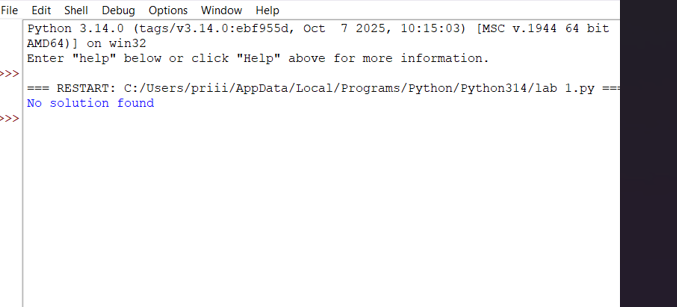 File Edit Shell Debug Options Window Help
Python 3.14.0 (tags/v3.14.0:ebf955d, Oct  7 2025, 10:15:03) [MSC v.1944 64 bit
AMD64)] on win32
Enter "help" below or click "Help" above for more information.
>>>
=== RESTART: C:/Users/priii/AppData/Local/Programs/Python/Python314/lab 1.py ===
No solution found
>>>